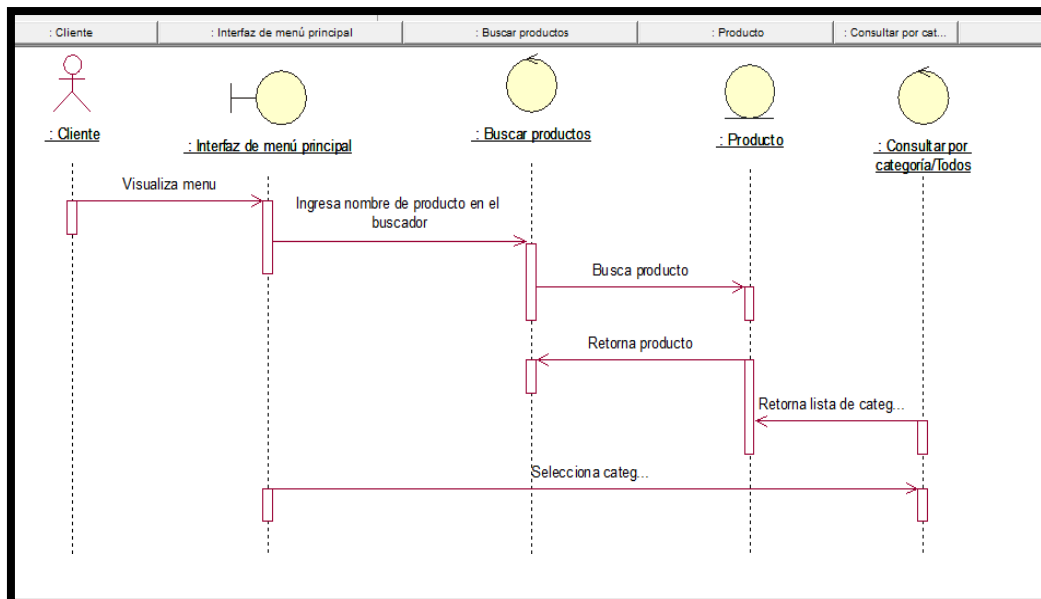 : Cliente
: Interfaz de menú principal
: Buscar productos
: Producto
: Consultar por cat...
: Cliente
: Interfaz de menú principal
: Buscar productos
: Producto
: Consultar por
categoría/Todos
Visualiza menu
Ingresa nombre de producto en el
buscador
Busca producto
Retorna producto
Retorna lista de categ...
Selecciona categ...